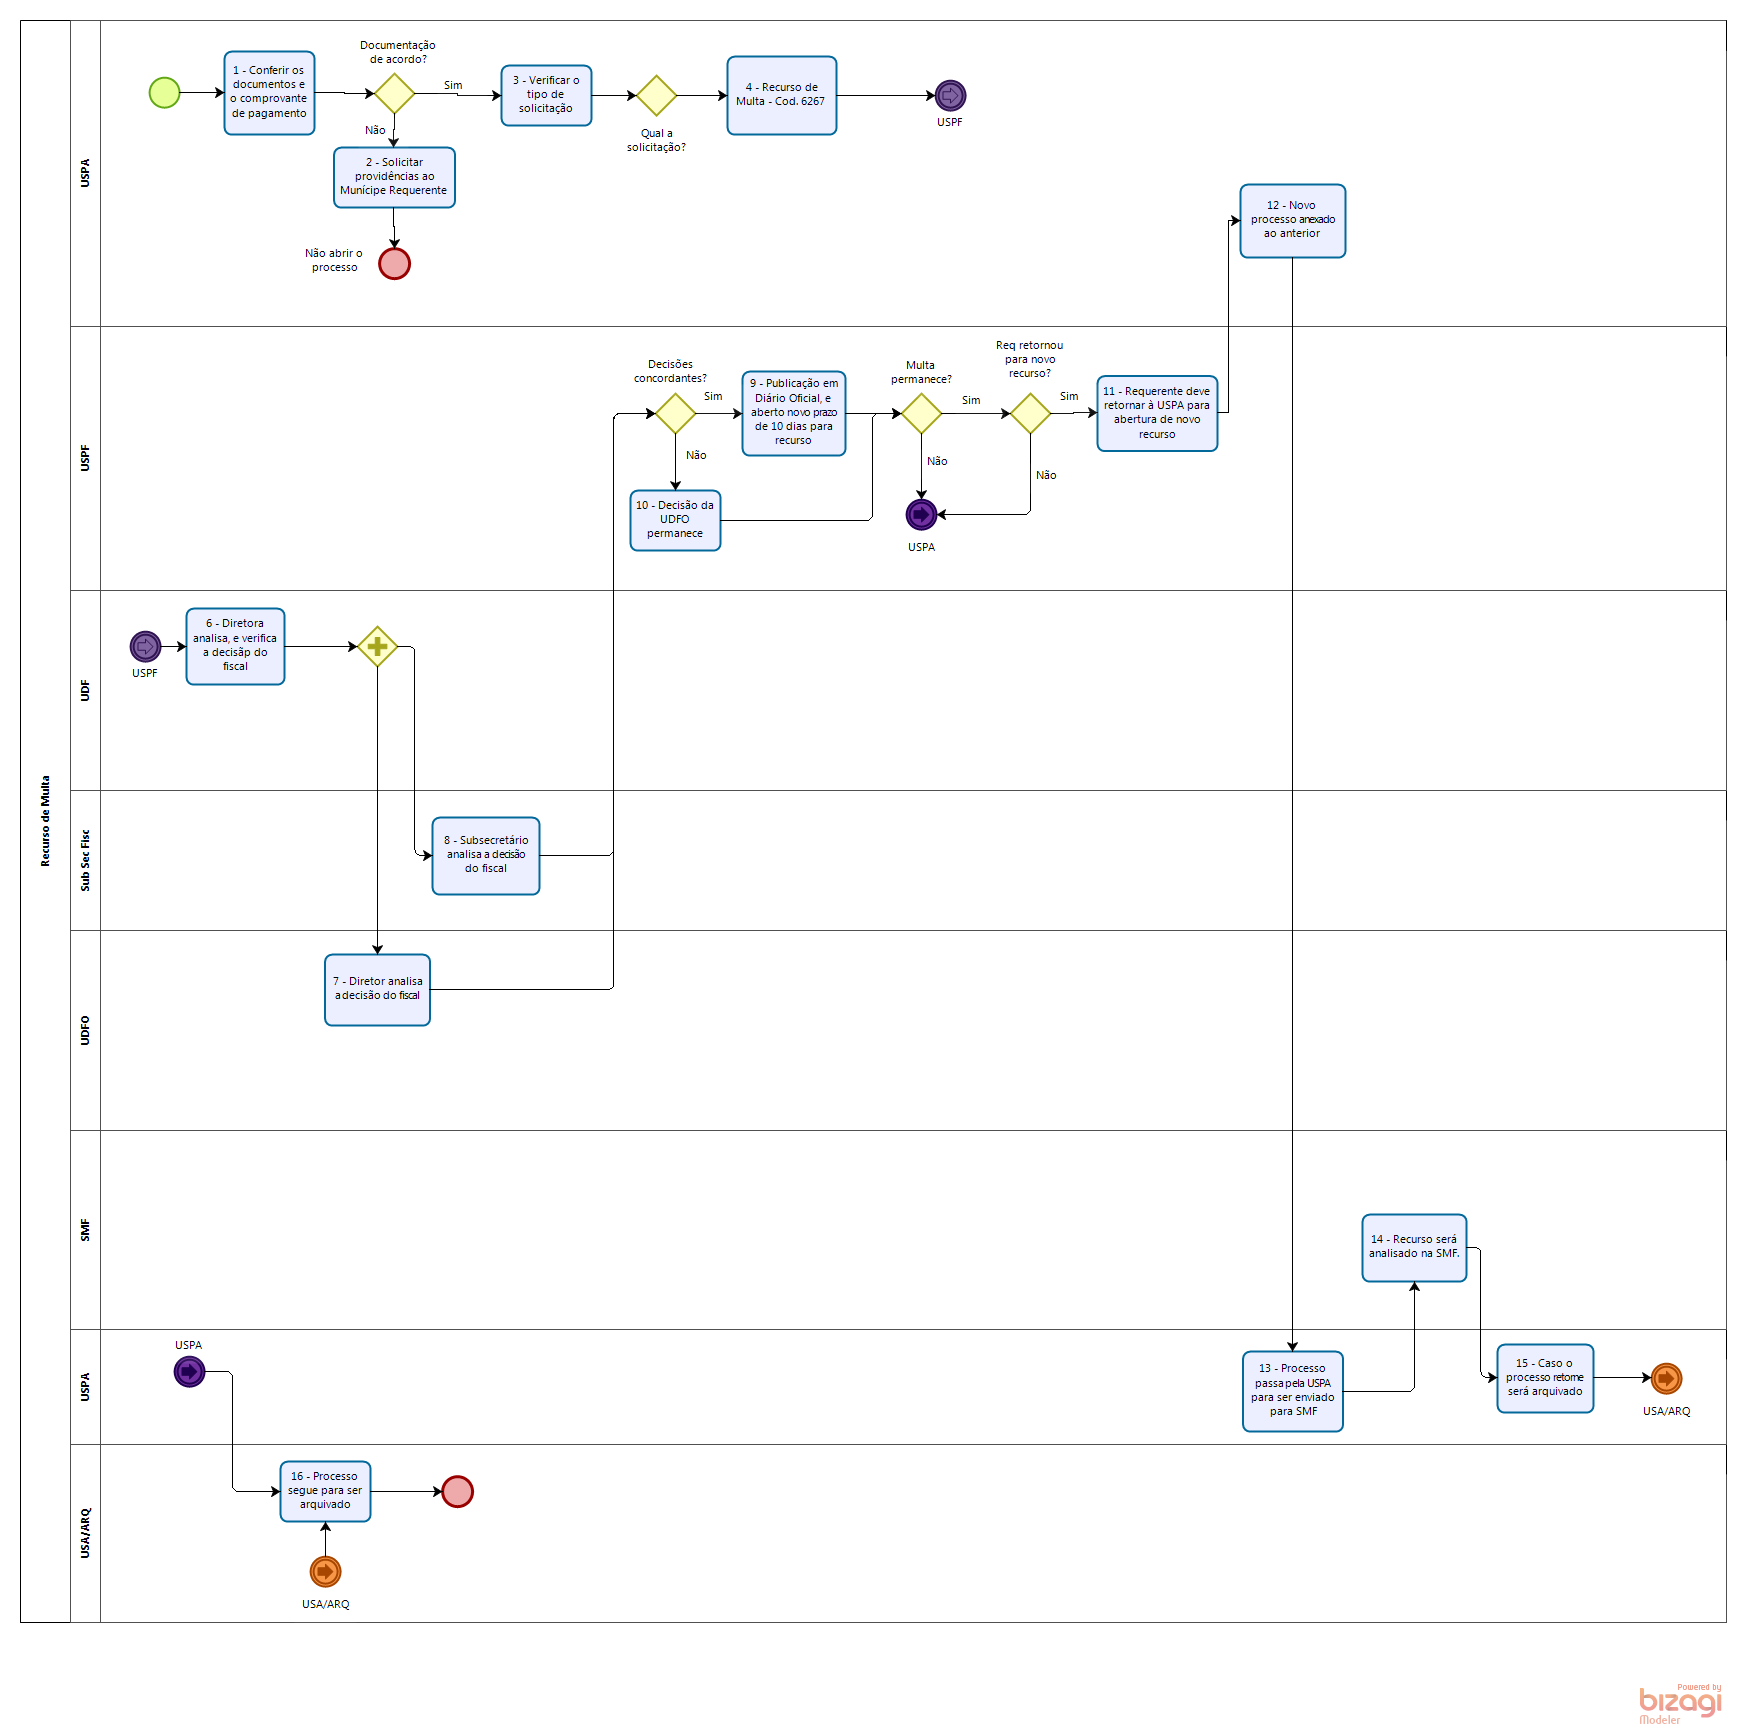 Recurso de Multa
USPA
1 - Conferir os
documentos e
o comprovante
de pagamento
Documentação
de acordo?
Sim
Não
2 - Solicitar
providências ao
Munícipe Requerente
Não abrir o
processo
3 - Verificar o
tipo de
solicitação
Qual a
solicitação?
4 - Recurso de
Multa - Cod. 6267
USPF
12 - Novo
processo anexado
ao anterior
USPF
Decisões
concordantes?
Sim
Não
9 - Publicação em
Diário Oficial, e
aberto novo prazo
de 10 dias para
recurso
10 - Decisão da
UDFO
permanece
Multa
permanece?
Sim
Não
USPA
Req retornou
para novo
recurso?
Sim
Não
11 - Requerente deve
retornar à USPA para
abertura de novo
recurso
UDF
USPF
6 - Diretora
analisa, e verifica
a decisãp do
fiscal
Sub Sec Fisc
8 - Subsecretário
analisa a decisão
do fiscal
UDFO
7 - Diretor analisa
a decisão do fiscal
SMF
14 - Recurso será
analisado na SMF.
USPA
USPA
13 - Processo
passa pela USPA
para ser enviado
para SMF
15 - Caso o
processo retorne
será arquivado
USA/ARQ
USA/ARQ
16 - Processo
segue para ser
arquivado
USA/ARQ
Powered by
bizagi
Modeler